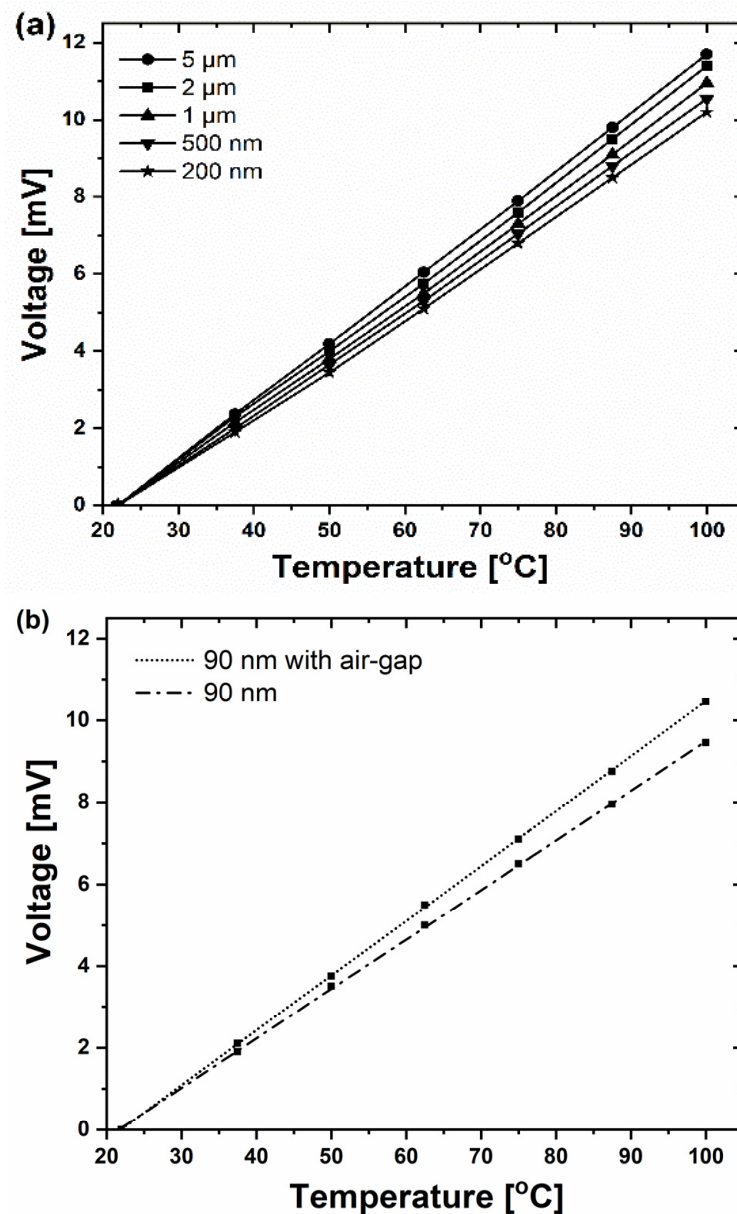 (a)
5 µm
2 µm
1 µm
500 nm
200 nm
12
10
8
6
4
2
0
Voltage [mV]
20 30 40 50 60 70 80 90 100
Temperature [°C]
(b)
90 nm with air-gap
90 nm
12
10
8
6
4
2
0
Voltage [mV]
20 30 40 50 60 70 80 90 100
Temperature [°C]